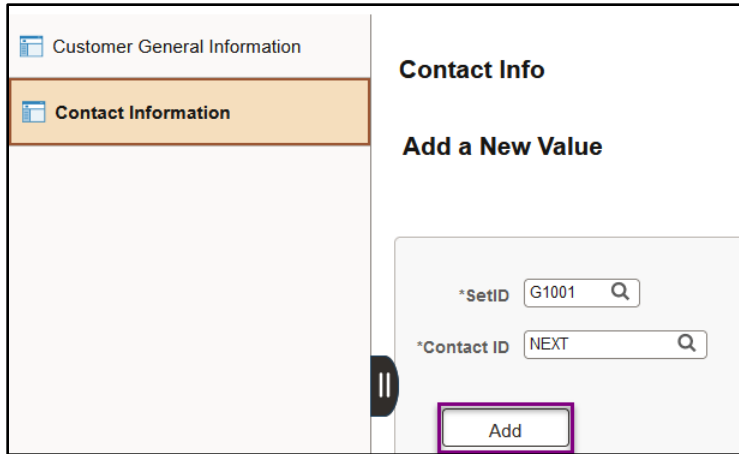 Customer General Information
Contact Information
Contact Info
Add a New Value
*SetID G1001
*Contact ID NEXT
Add